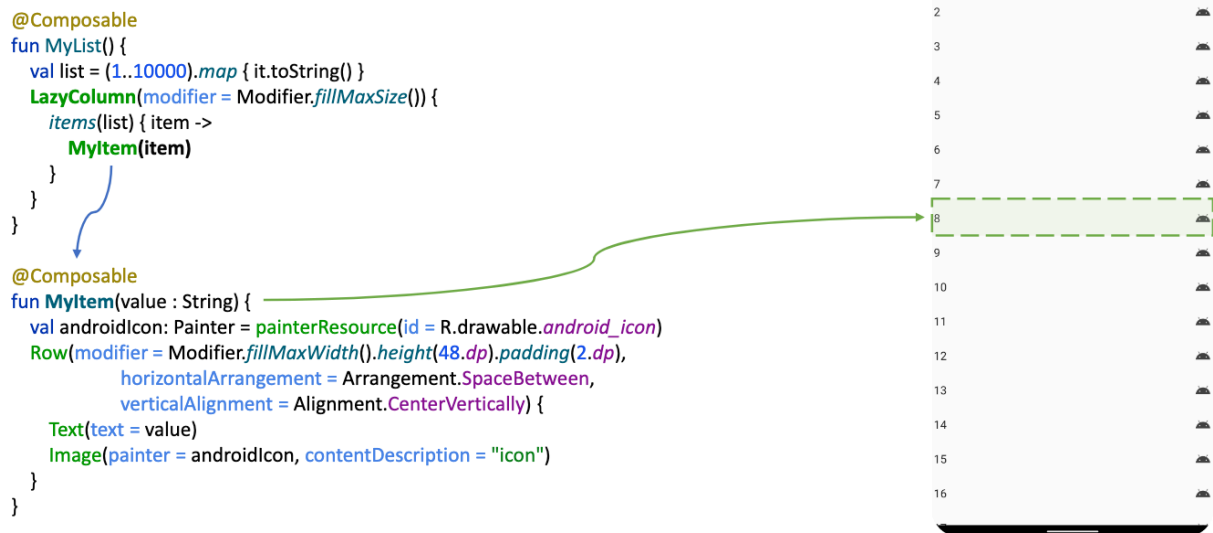 @Composable
fun MyList() {
val list = (1..10000).map { it.toString() }
LazyColumn(modifier = Modifier.fillMaxSize()) {
items(list) { item ->
MyItem(item)
}
}
}
@Composable
fun MyItem(value : String) {
val androidIcon: Painter = painterResource(id = R.drawable.android_icon)
Row(modifier = Modifier.fillMaxWidth().height(48.dp).padding(2.dp),
horizontalArrangement = Arrangement.SpaceBetween,
verticalAlignment = Alignment.CenterVertically) {
Text(text = value)
Image(painter = androidIcon, contentDescription = "icon")
}
}
2
3
4
5
6
7
8
9
10
11
12
13
14
15
16